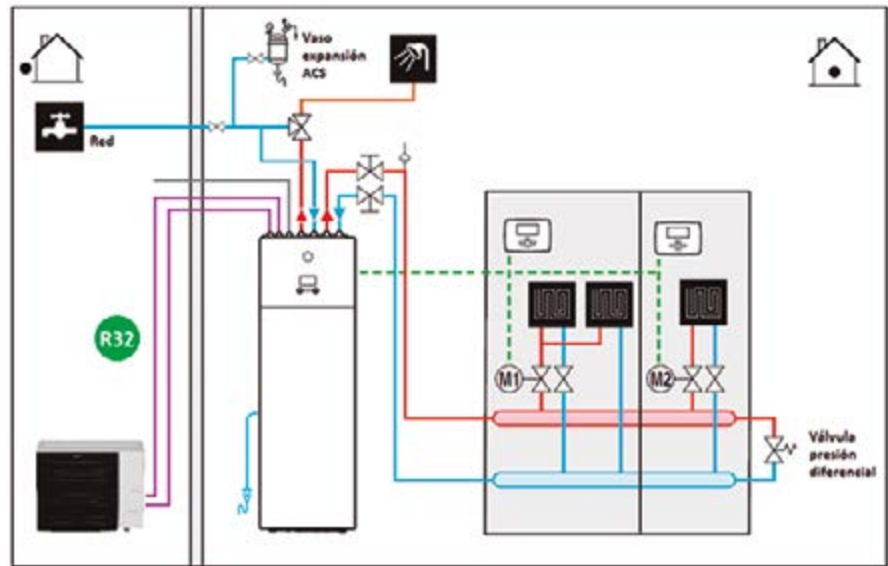 Vaso
expansión
ACS
Red
R32
M1
M2
Válvula
presión
diferencial